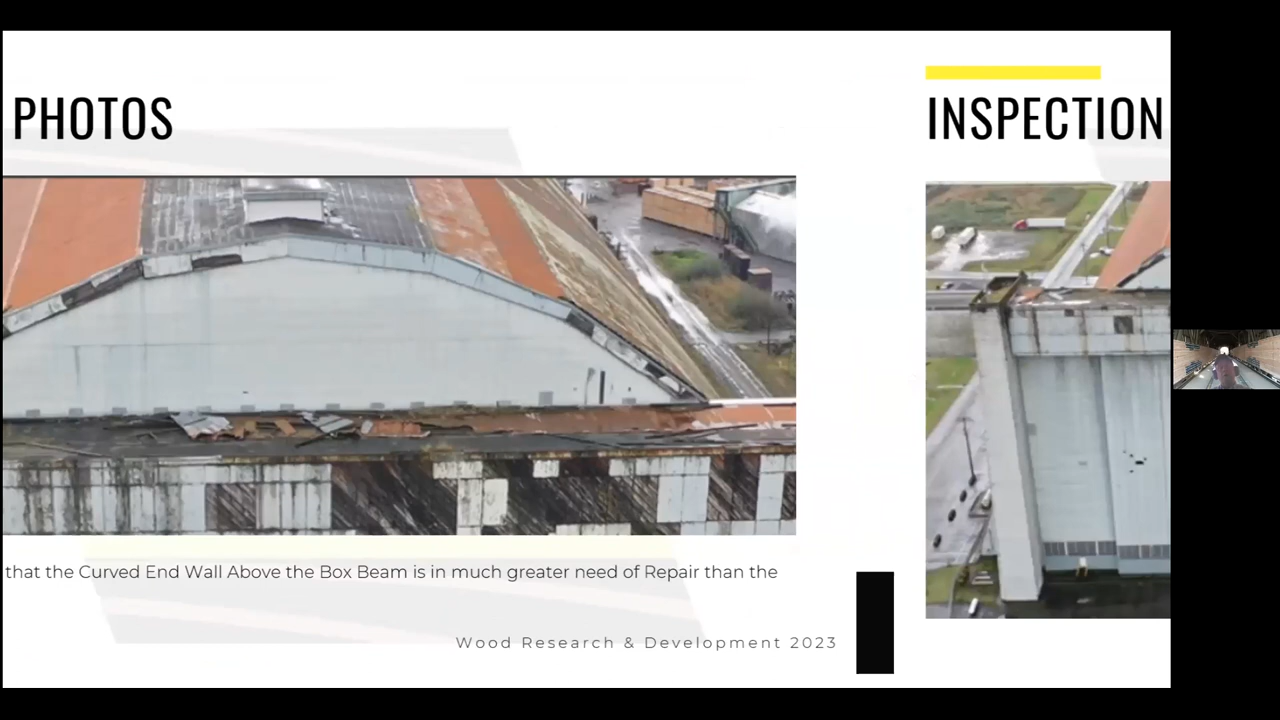 PHOTOS
INSPECTION
that the Curved End Wall Above the Box Beam is in much greater need of Repair than the
Wood Research & Development 2023